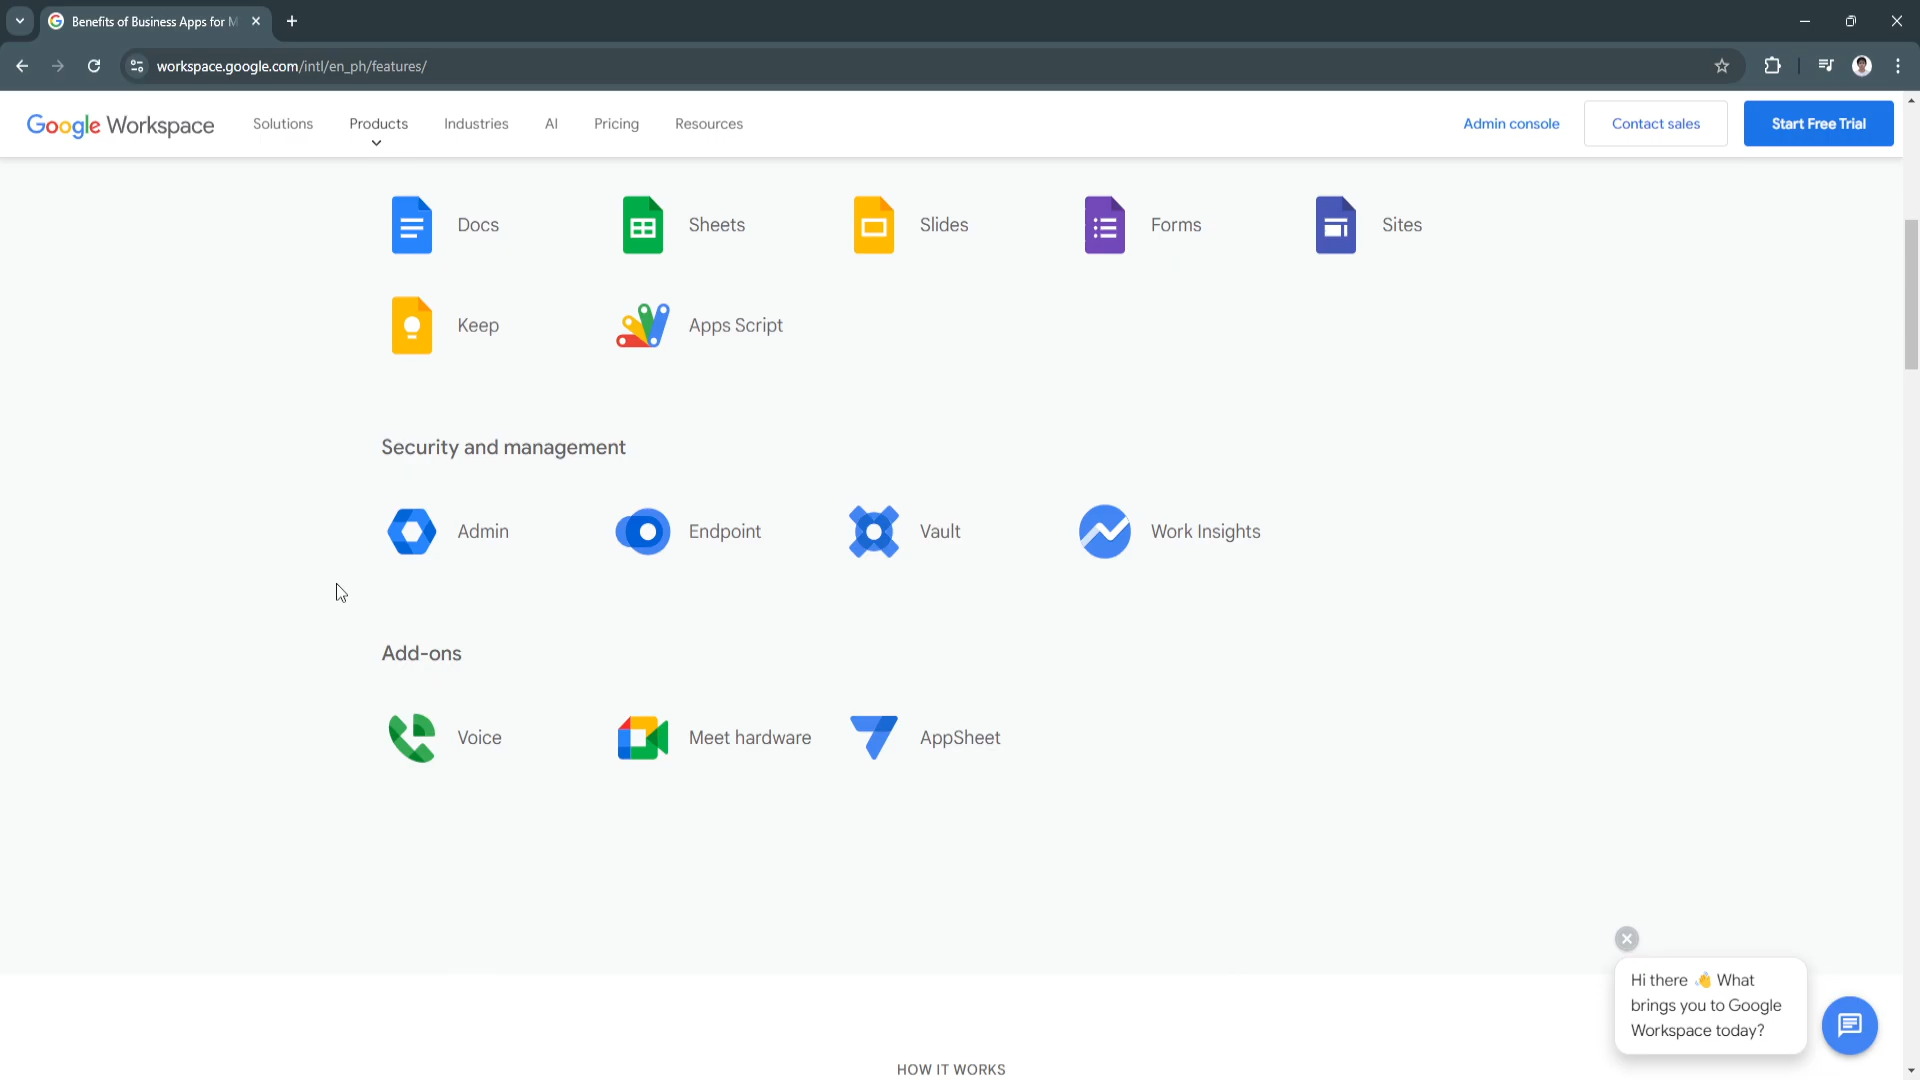 Benefits of Business Apps for M
workspace.google.com/intl/en_ph/features/
Google Workspace
Solutions
Products
Industries
AI
Pricing
Resources
Admin console
Contact sales
Start Free Trial
Docs
Sheets
Slides
Forms
Sites
Keep
Apps Script
Security and management
Admin
Endpoint
Vault
Work Insights
Add-ons
Voice
Meet hardware
AppSheet
Hi there 👋 What
brings you to Google
Workspace today?
HOW IT WORKS